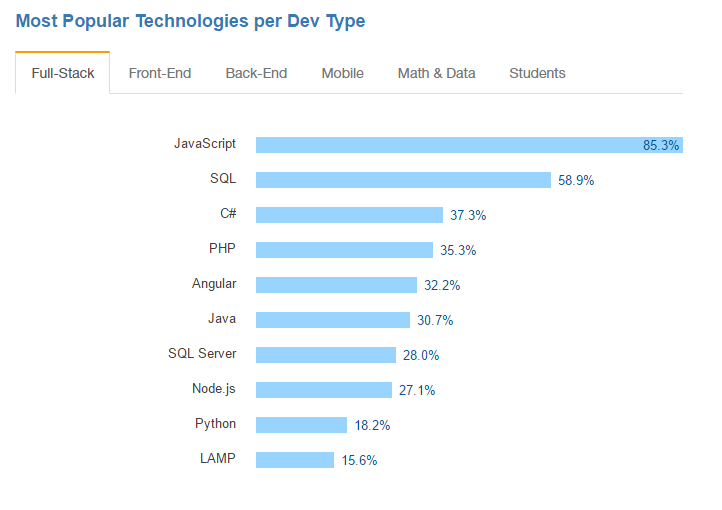 Most Popular Technologies per Dev Type
Full-Stack Front-End Back-End Mobile Math & Data Students
JavaScript 85.3%
SQL 58.9%
C# 37.3%
PHP 35.3%
Angular 32.2%
Java 30.7%
SQL Server 28.0%
Node.js 27.1%
Python 18.2%
LAMP 15.6%